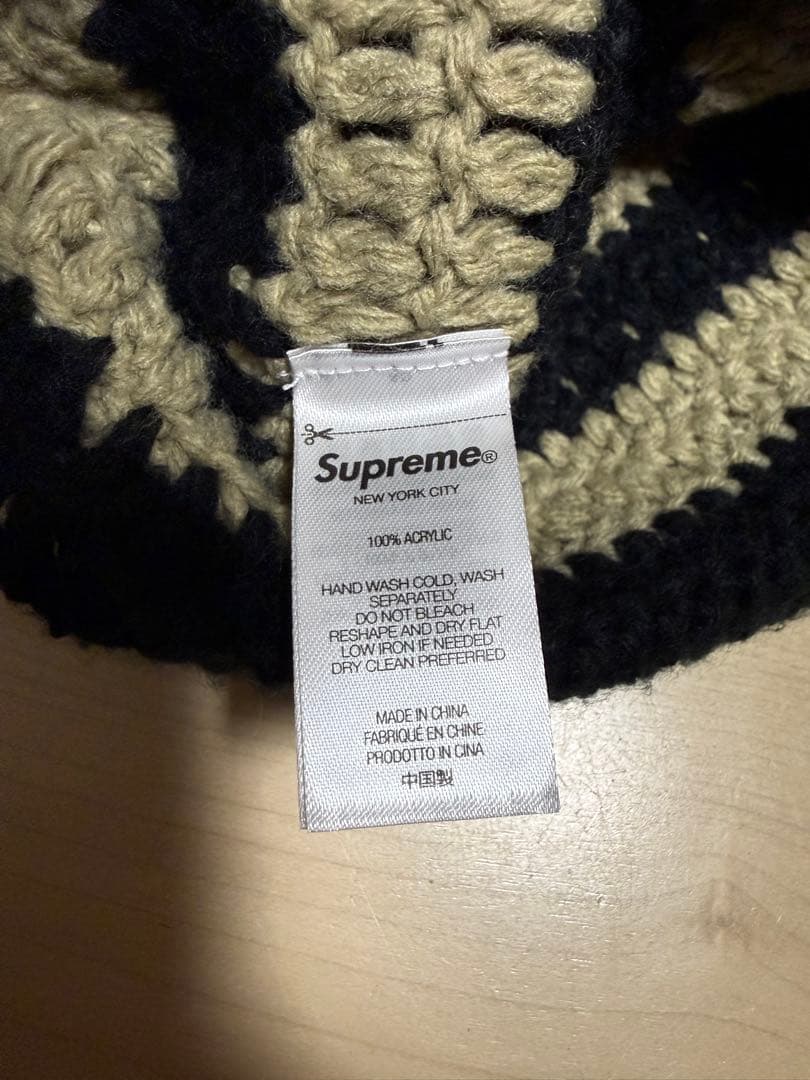 Supreme®
NEW YORK CITY
100% ACRYLIC
HAND WASH COLD, WASH
SEPARATELY
DO NOT BLEACH
RESHAPE AND DRY FLAT
LOW IRON IF NEEDED
DRY CLEAN PREFERRED
MADE IN CHINA
FABRIQUÉ EN CHINE
PRODOTTO IN CINA
中国製